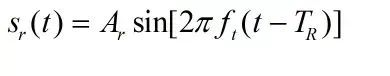 s_r(t) = A_r sin[2πf_t(t − T_R)]